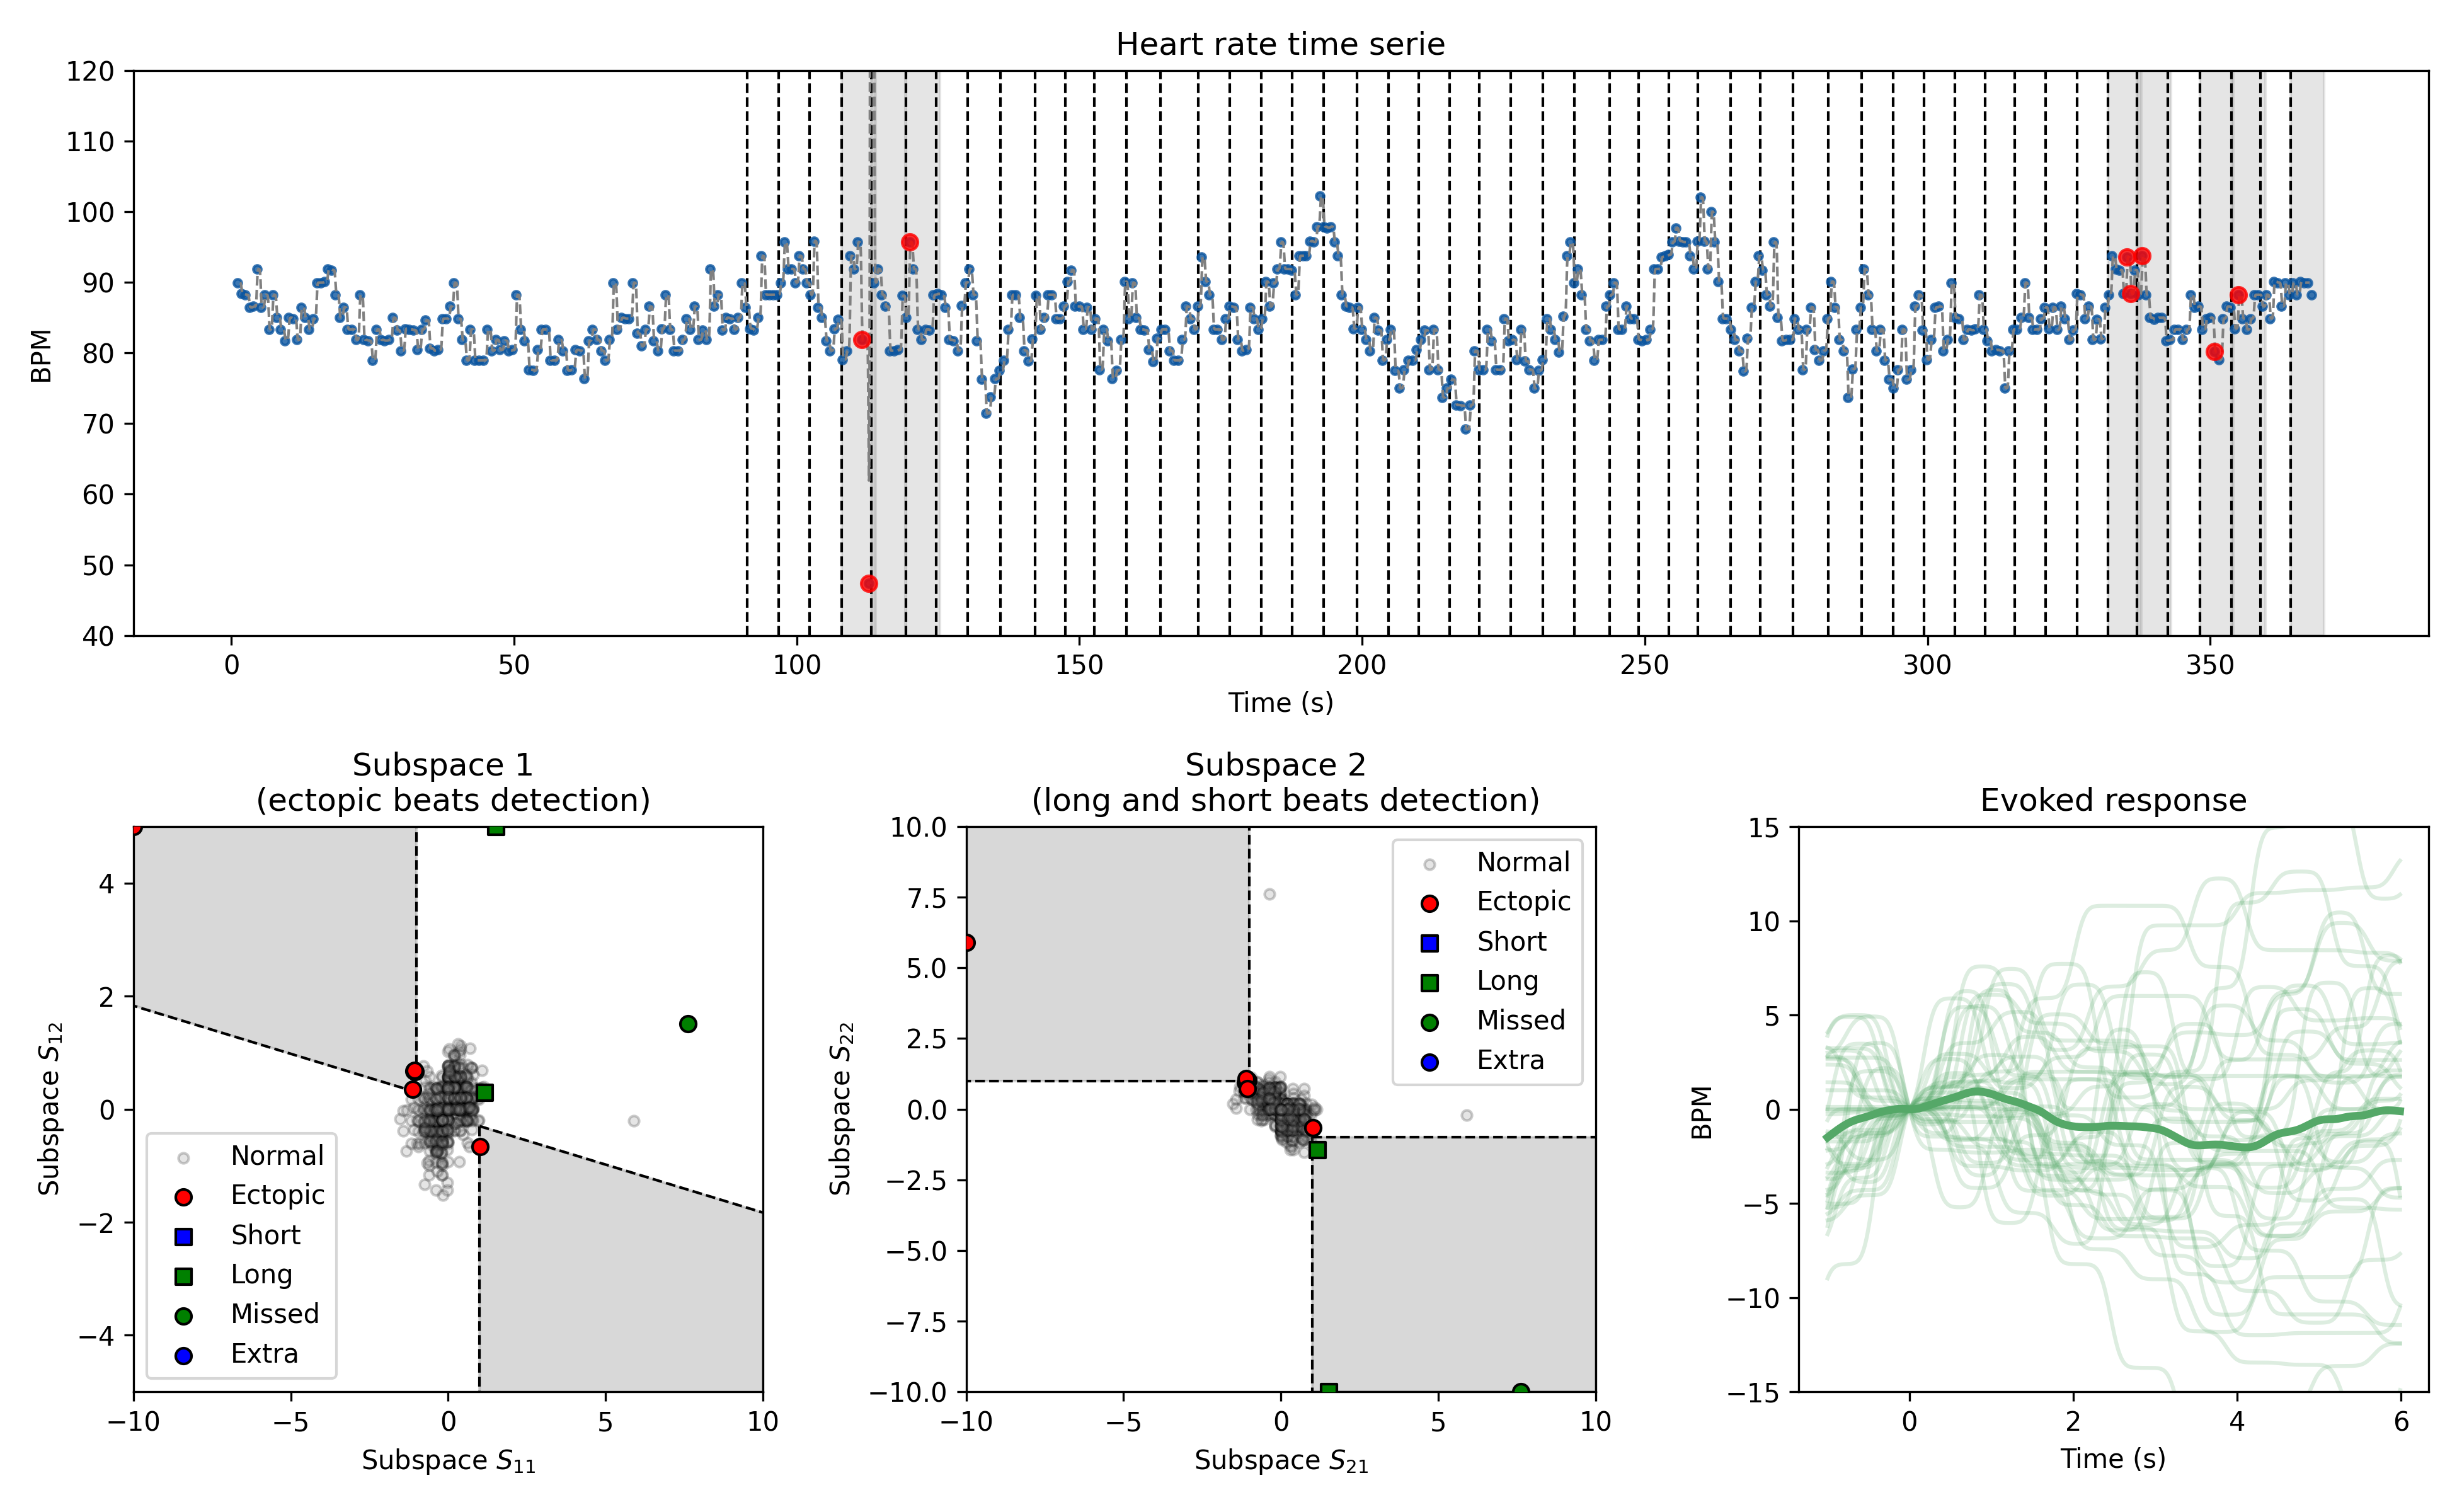 Heart rate time serie
120
110
100
90
80
70
60
50
40
BPM
0 50 100 150 200 250 300 350
Time (s)
Subspace 1
(ectopic beats detection)
4
2
0
−2
−4
Subspace S12
Normal
Ectopic
Short
Long
Missed
Extra
−10 −5 0 5 10
Subspace S11
Subspace 2
(long and short beats detection)
10.0
7.5
5.0
2.5
0.0
−2.5
−5.0
−7.5
−10.0
Subspace S22
Normal
Ectopic
Short
Long
Missed
Extra
−10 −5 0 5 10
Subspace S21
Evoked response
15
10
5
0
−5
−10
−15
BPM
0 2 4 6
Time (s)